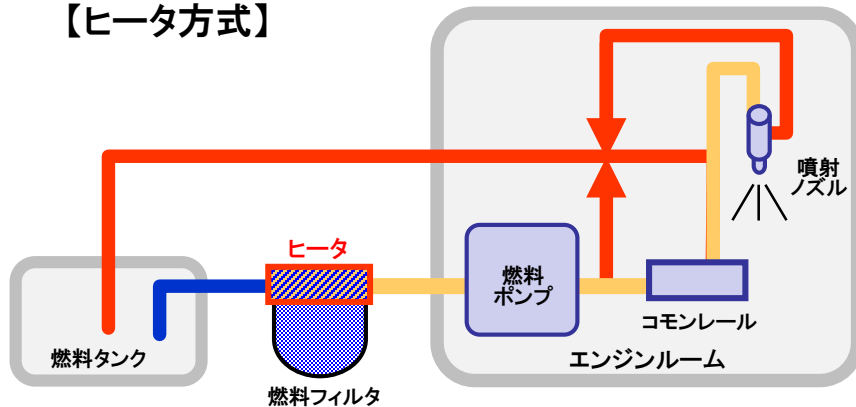 【ヒータ方式】
噴射
ノズル
ヒータ
燃料
ポンプ
コモンレール
燃料タンク
エンジンルーム
燃料フィルタ